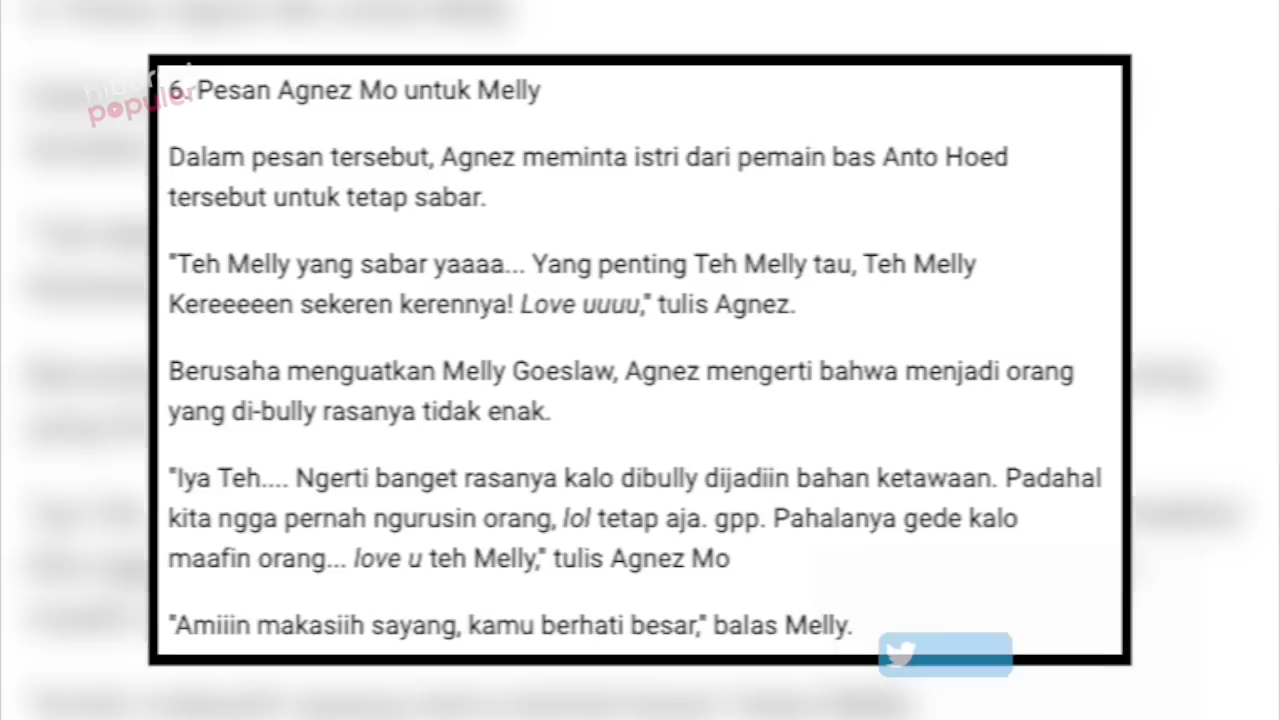 populer
6. Pesan Agnez Mo untuk Melly
Dalam pesan tersebut, Agnez meminta istri dari pemain bas Anto Hoed
tersebut untuk tetap sabar.
"Teh Melly yang sabar yaaaa... Yang penting Teh Melly tau, Teh Melly
Kereeeeen sekeren kerennya! Love uuuu," tulis Agnez.
Berusaha menguatkan Melly Goeslaw, Agnez mengerti bahwa menjadi orang
yang di-bully rasanya tidak enak.
"Iya Teh.... Ngerti banget rasanya kalo dibully dijadiin bahan ketawaan. Padahal
kita ngga pernah ngurusin orang, lol tetap aja. gpp. Pahalanya gede kalo
maafin orang... love u teh Melly," tulis Agnez Mo
"Amiiin makasiih sayang, kamu berhati besar," balas Melly.